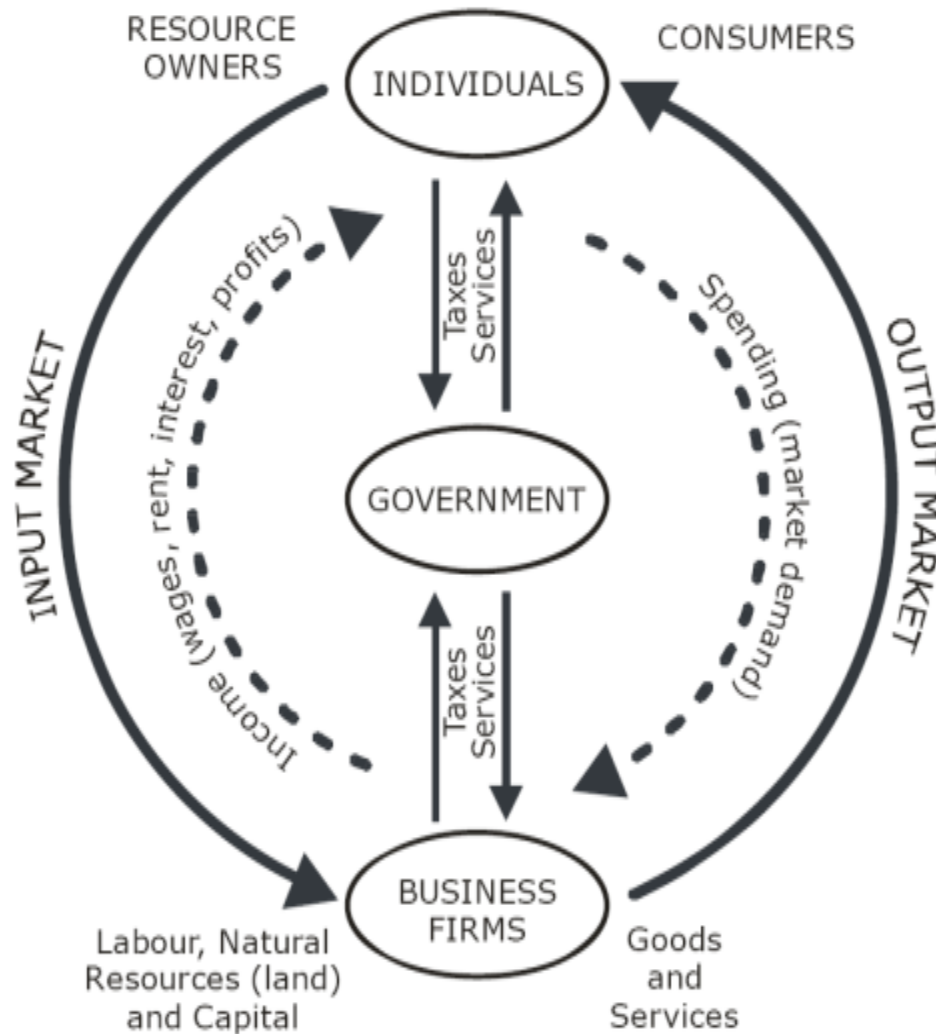 RESOURCE
OWNERS
INDIVIDUALS
CONSUMERS
INPUT MARKET
Income (wages, rent, interest, profits)
Taxes
Services
Spending (market demand)
OUTPUT MARKET
GOVERNMENT
Taxes
Services
BUSINESS
FIRMS
Labour, Natural
Resources (land)
and Capital
Goods
and
Services